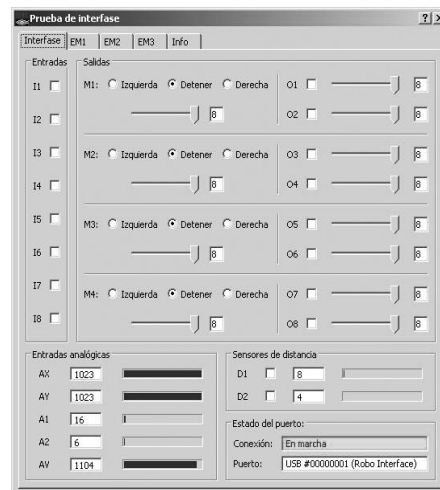 Prueba de interfase
Interfase EM1 EM2 EM3 Info
Entradas Salidas
I1 M1: Izquierda Detener Derecha O1 8
I2 8 O2 8
I3 M2: Izquierda Detener Derecha O3 8
I4 8 O4 8
I5 M3: Izquierda Detener Derecha O5 8
I6 8 O6 8
I7 M4: Izquierda Detener Derecha O7 8
I8 8 O8 8
Entradas analógicas Sensores de distancia
AX 1023 D1 8
AY 1023 D2 4
A1 16
A2 6
AV 1104
Estado del puerto:
Conexión: En marcha
Puerto: USB #00000001 (Robo Interface)